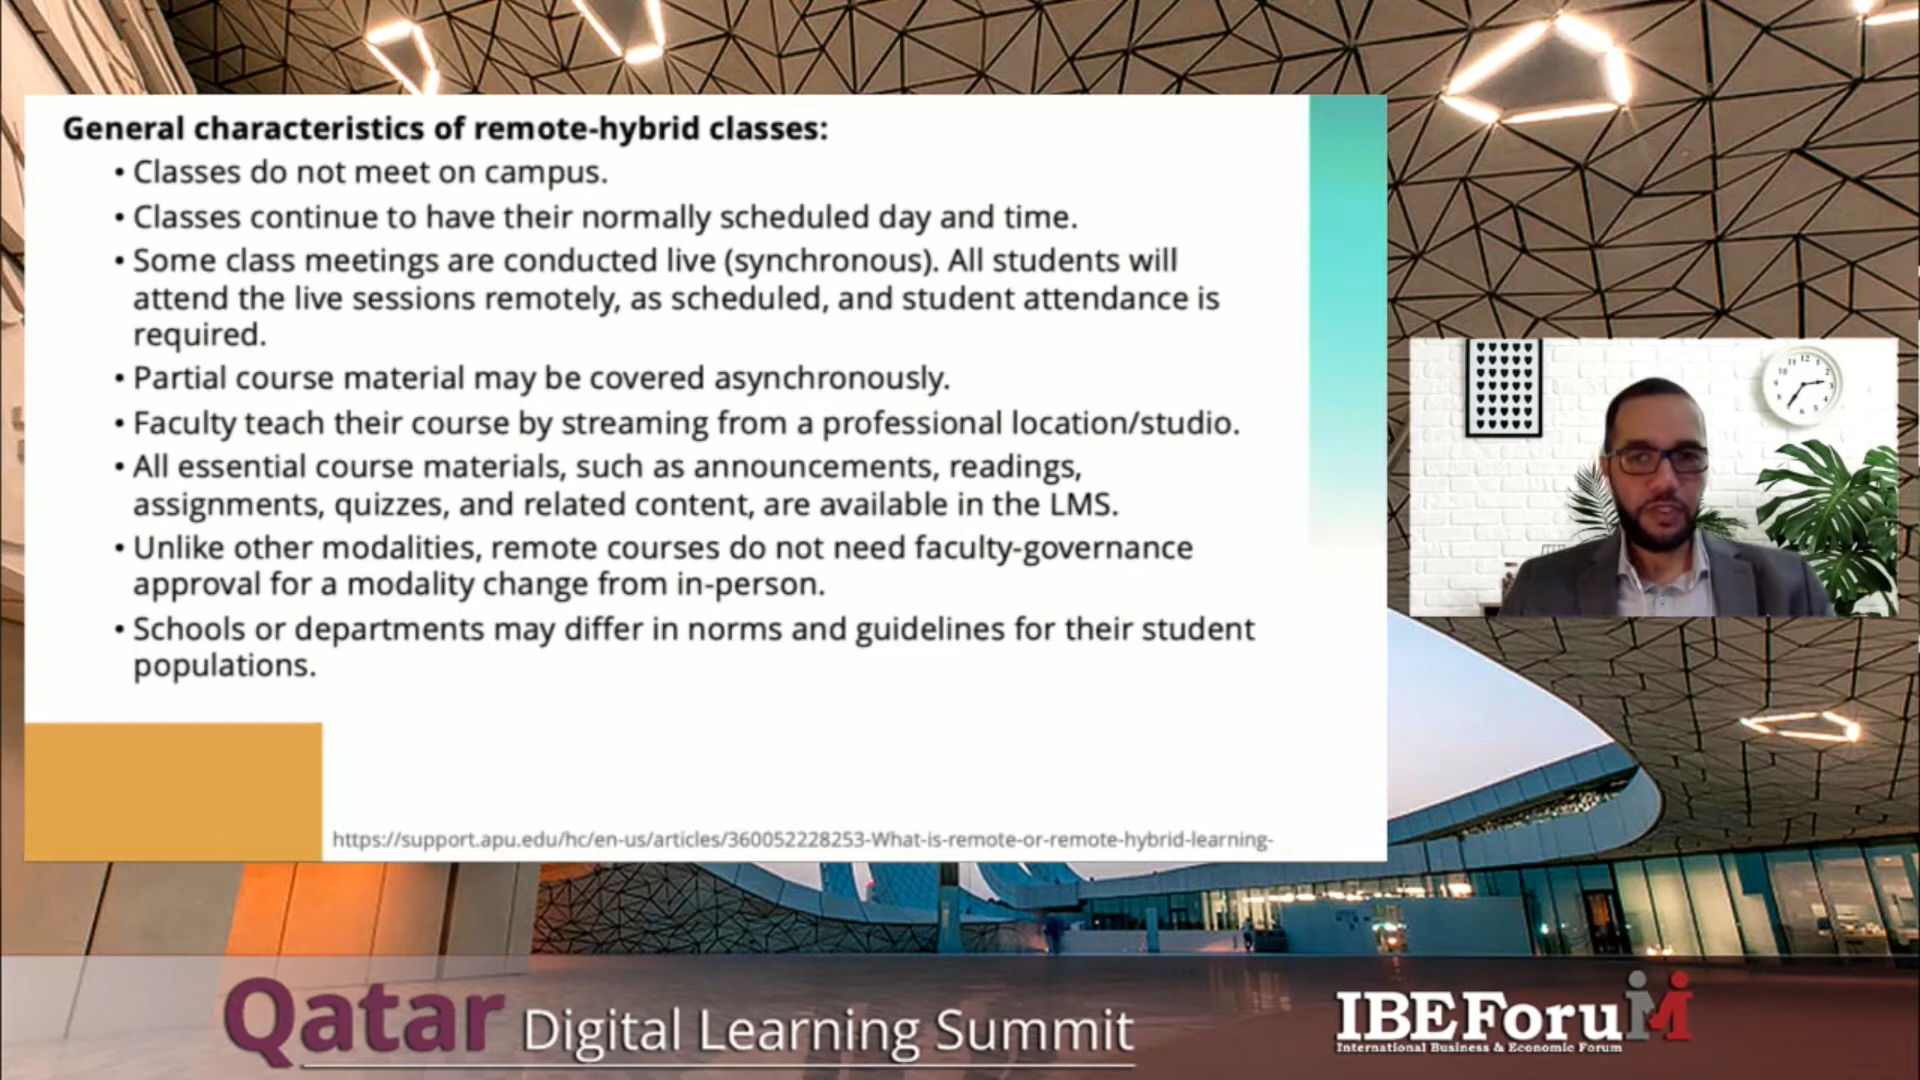 General characteristics of remote-hybrid classes:
• Classes do not meet on campus.
• Classes continue to have their normally scheduled day and time.
• Some class meetings are conducted live (synchronous). All students will
attend the live sessions remotely, as scheduled, and student attendance is
required.
• Partial course material may be covered asynchronously.
• Faculty teach their course by streaming from a professional location/studio.
• All essential course materials, such as announcements, readings,
assignments, quizzes, and related content, are available in the LMS.
• Unlike other modalities, remote courses do not need faculty-governance
approval for a modality change from in-person.
• Schools or departments may differ in norms and guidelines for their student
populations.
https://support.apu.edu/hc/en-us/articles/360052228253-What-is-remote-or-remote-hybrid-learning-
Qatar Digital Learning Summit
IBEForuM
International Business & Economic Forum